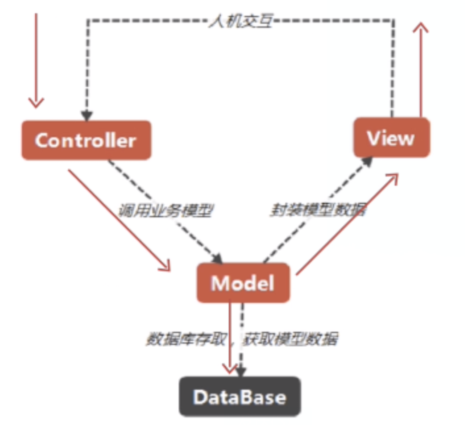 人机交互
Controller
View
调用业务模型
封装模型数据
Model
数据库存取，获取模型数据
DataBase